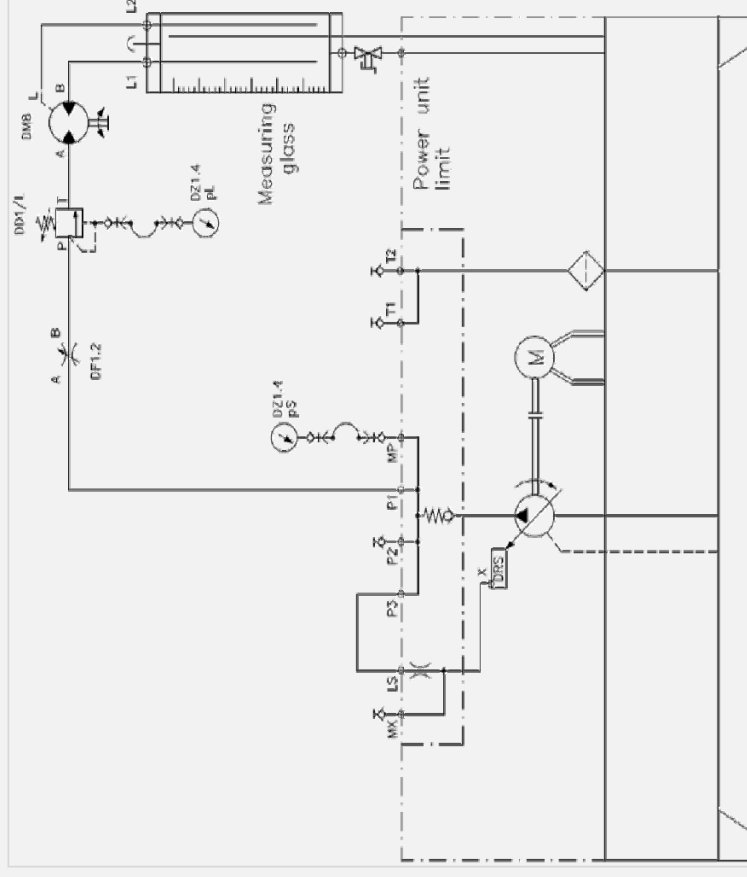 DD1/L
DM8
L
A
B
P
T
A
B
L2
L1
DF1.2
DZ1.4
pL
Measuring
glass
DZ1.4
pS
MX
LS
P3
P2
P1
MP
T1
T2
Power unit
limit
X
DRS
M